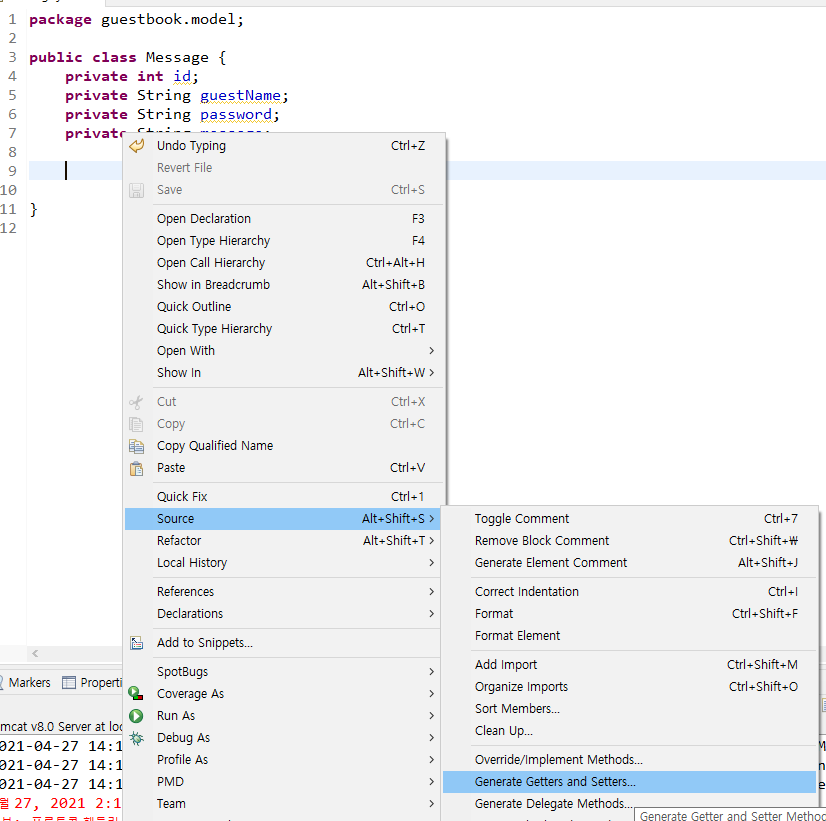 1 package guestbook.model;
2
3 public class Message {
4 private int id;
5 private String guestName;
6 private String password;
7 private String message;
8
9
10
11 }
12
Undo Typing Ctrl+Z
Revert File
Save Ctrl+S
Open Declaration F3
Open Type Hierarchy F4
Open Call Hierarchy Ctrl+Alt+H
Show in Breadcrumb Alt+Shift+B
Quick Outline Ctrl+O
Quick Type Hierarchy Ctrl+T
Open With >
Show In Alt+Shift+W >
Cut Ctrl+X
Copy Ctrl+C
Copy Qualified Name
Paste Ctrl+V
Quick Fix Ctrl+1
Source Alt+Shift+S >
Refactor Alt+Shift+T >
Local History >
References >
Declarations >
Add to Snippets...
SpotBugs >
Coverage As >
Run As >
Debug As >
Profile As >
PMD >
Team >
Toggle Comment Ctrl+7
Remove Block Comment Ctrl+Shift+₩
Generate Element Comment Alt+Shift+J
Correct Indentation Ctrl+I
Format Ctrl+Shift+F
Format Element
Add Import Ctrl+Shift+M
Organize Imports Ctrl+Shift+O
Sort Members...
Clean Up...
Override/Implement Methods...
Generate Getters and Setters...
Generate Delegate Methods...
Generate Getter and Setter Method
Markers Properti
mcat v8.0 Server at loc
021-04-27 14:1
021-04-27 14:1
021-04-27 14:1
월 27, 2021 2:1